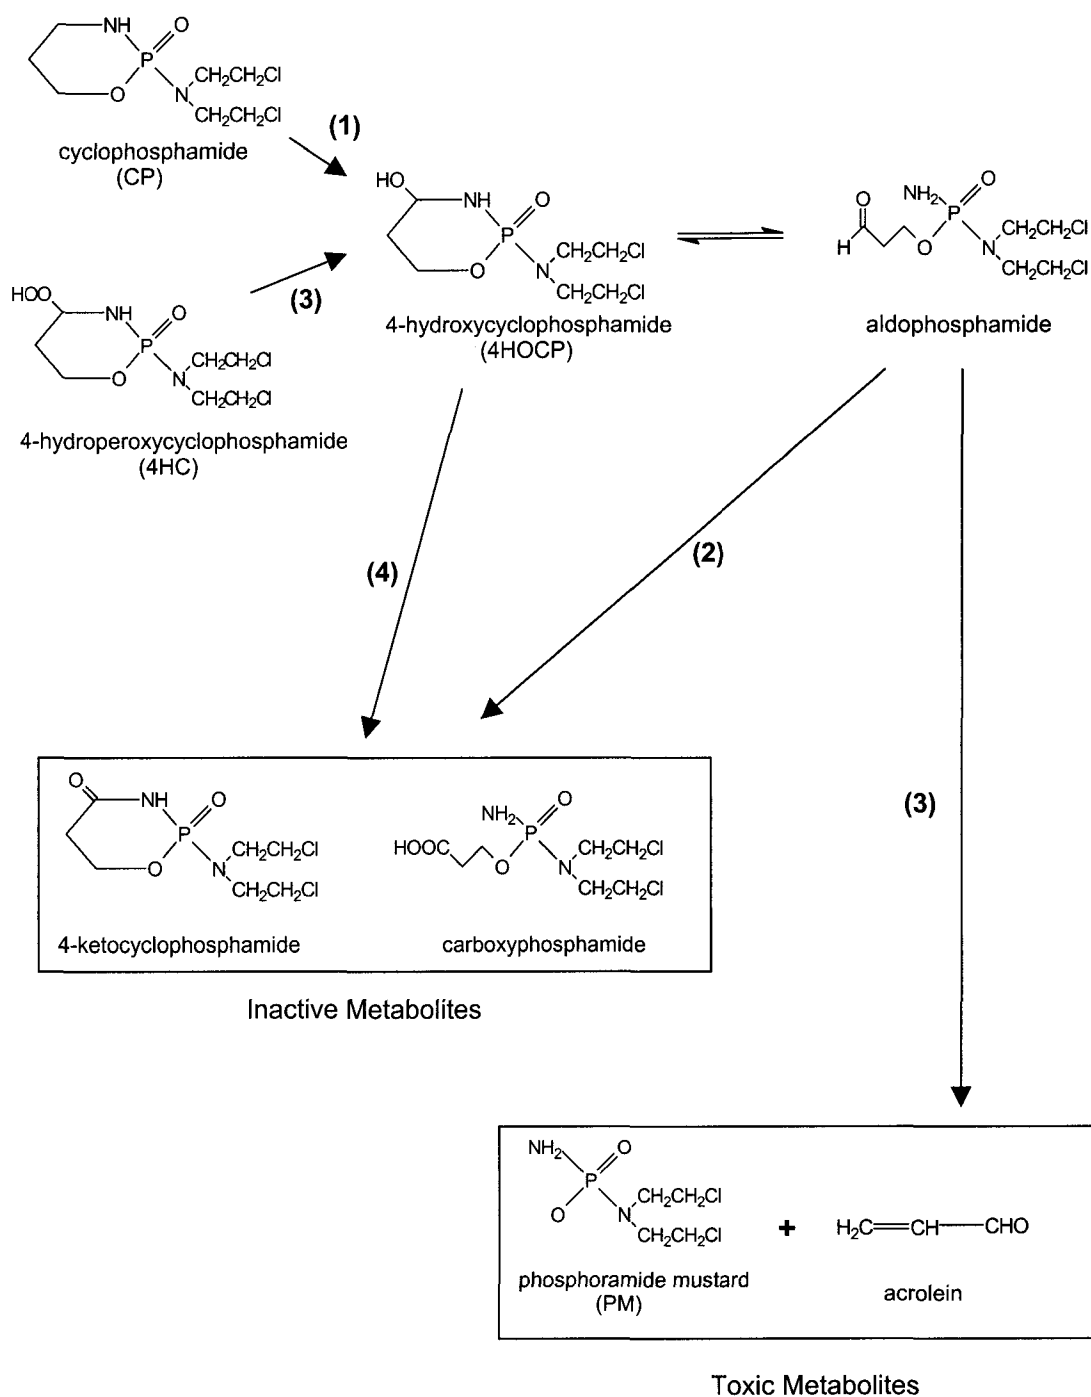 NH
O
P
CH₂CH₂Cl
N
O
CH₂CH₂Cl
cyclophosphamide
(CP)
(1)
HO
NH
O
P
CH₂CH₂Cl
O
N
CH₂CH₂Cl
4-hydroxycyclophosphamide
(4HOCP)
O
NH₂
O
P
CH₂CH₂Cl
H
O
N
CH₂CH₂Cl
aldophosphamide
(3)
HOO
NH
O
P
CH₂CH₂Cl
O
N
CH₂CH₂Cl
4-hydroperoxycyclophosphamide
(4HC)
(4)
(2)
(3)
O
NH
O
P
CH₂CH₂Cl
O
N
CH₂CH₂Cl
4-ketocyclophosphamide
NH₂
O
P
HOOC
CH₂CH₂Cl
O
N
CH₂CH₂Cl
carboxyphosphamide
Inactive Metabolites
NH₂
O
P
CH₂CH₂Cl
O
N
CH₂CH₂Cl
phosphoramide mustard
(PM)
+
H₂C=CH—CHO
acrolein
Toxic Metabolites